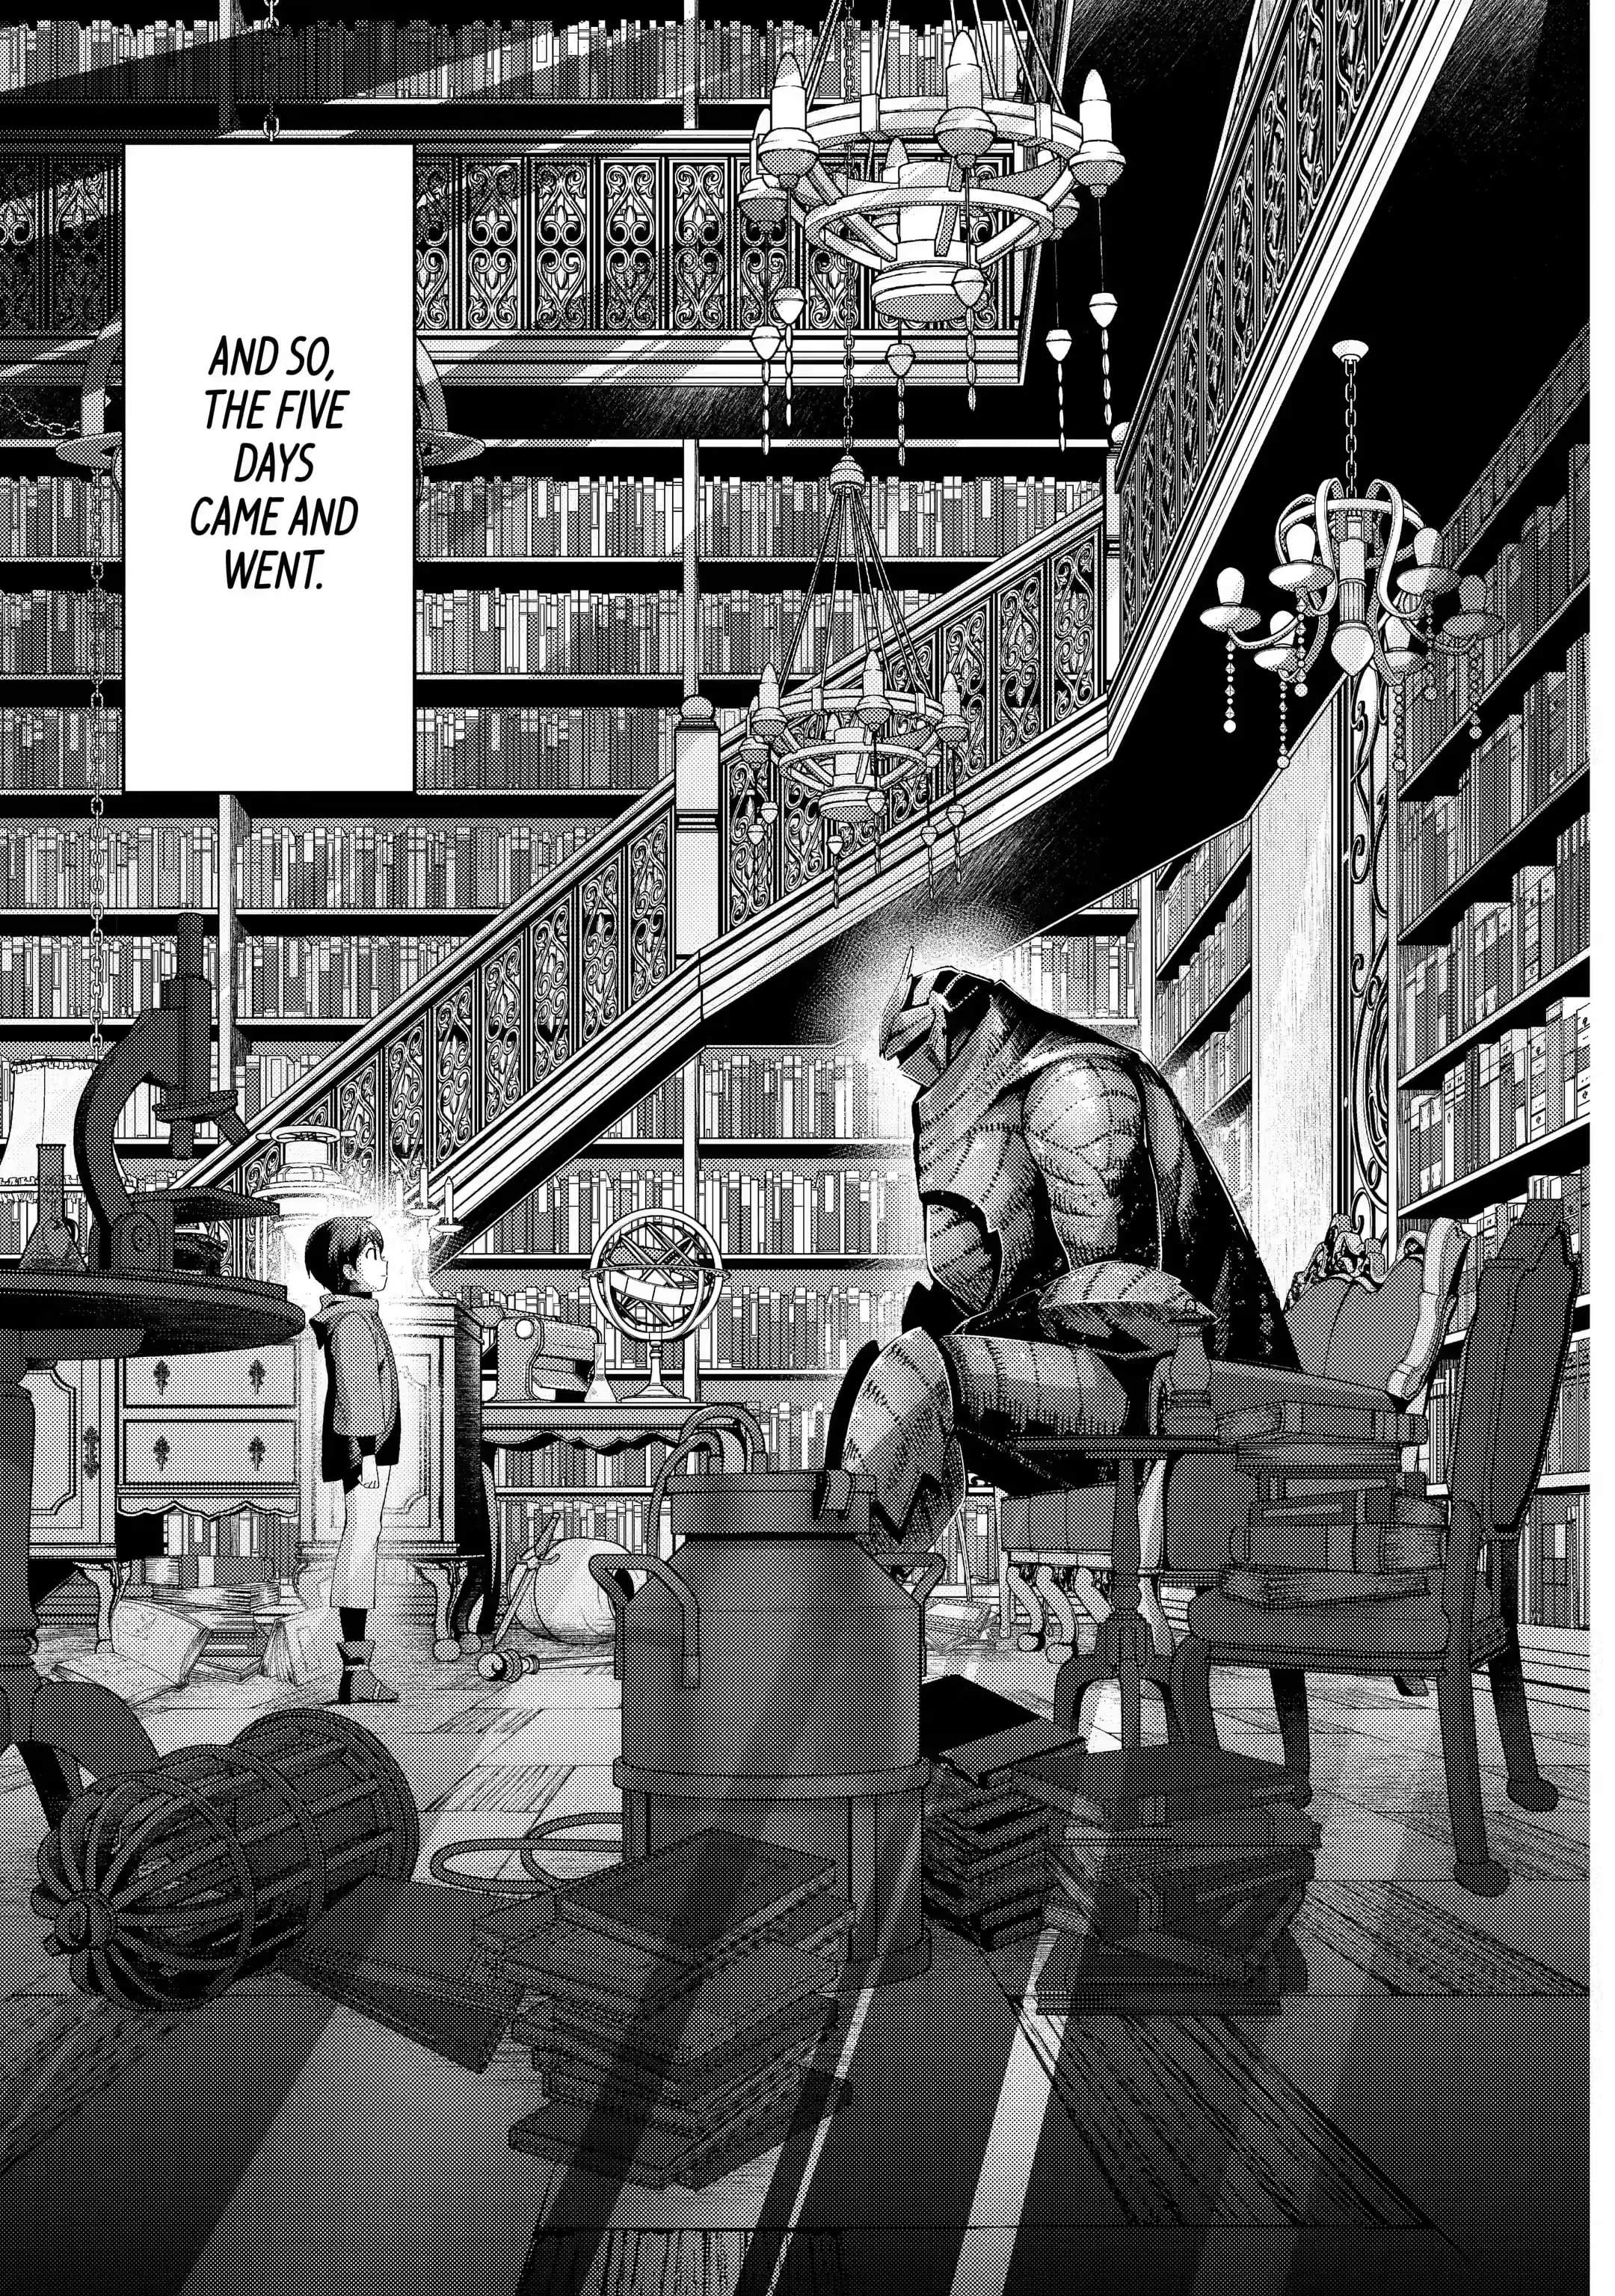 AND SO,
THE FIVE
DAYS
CAME AND
WENT.